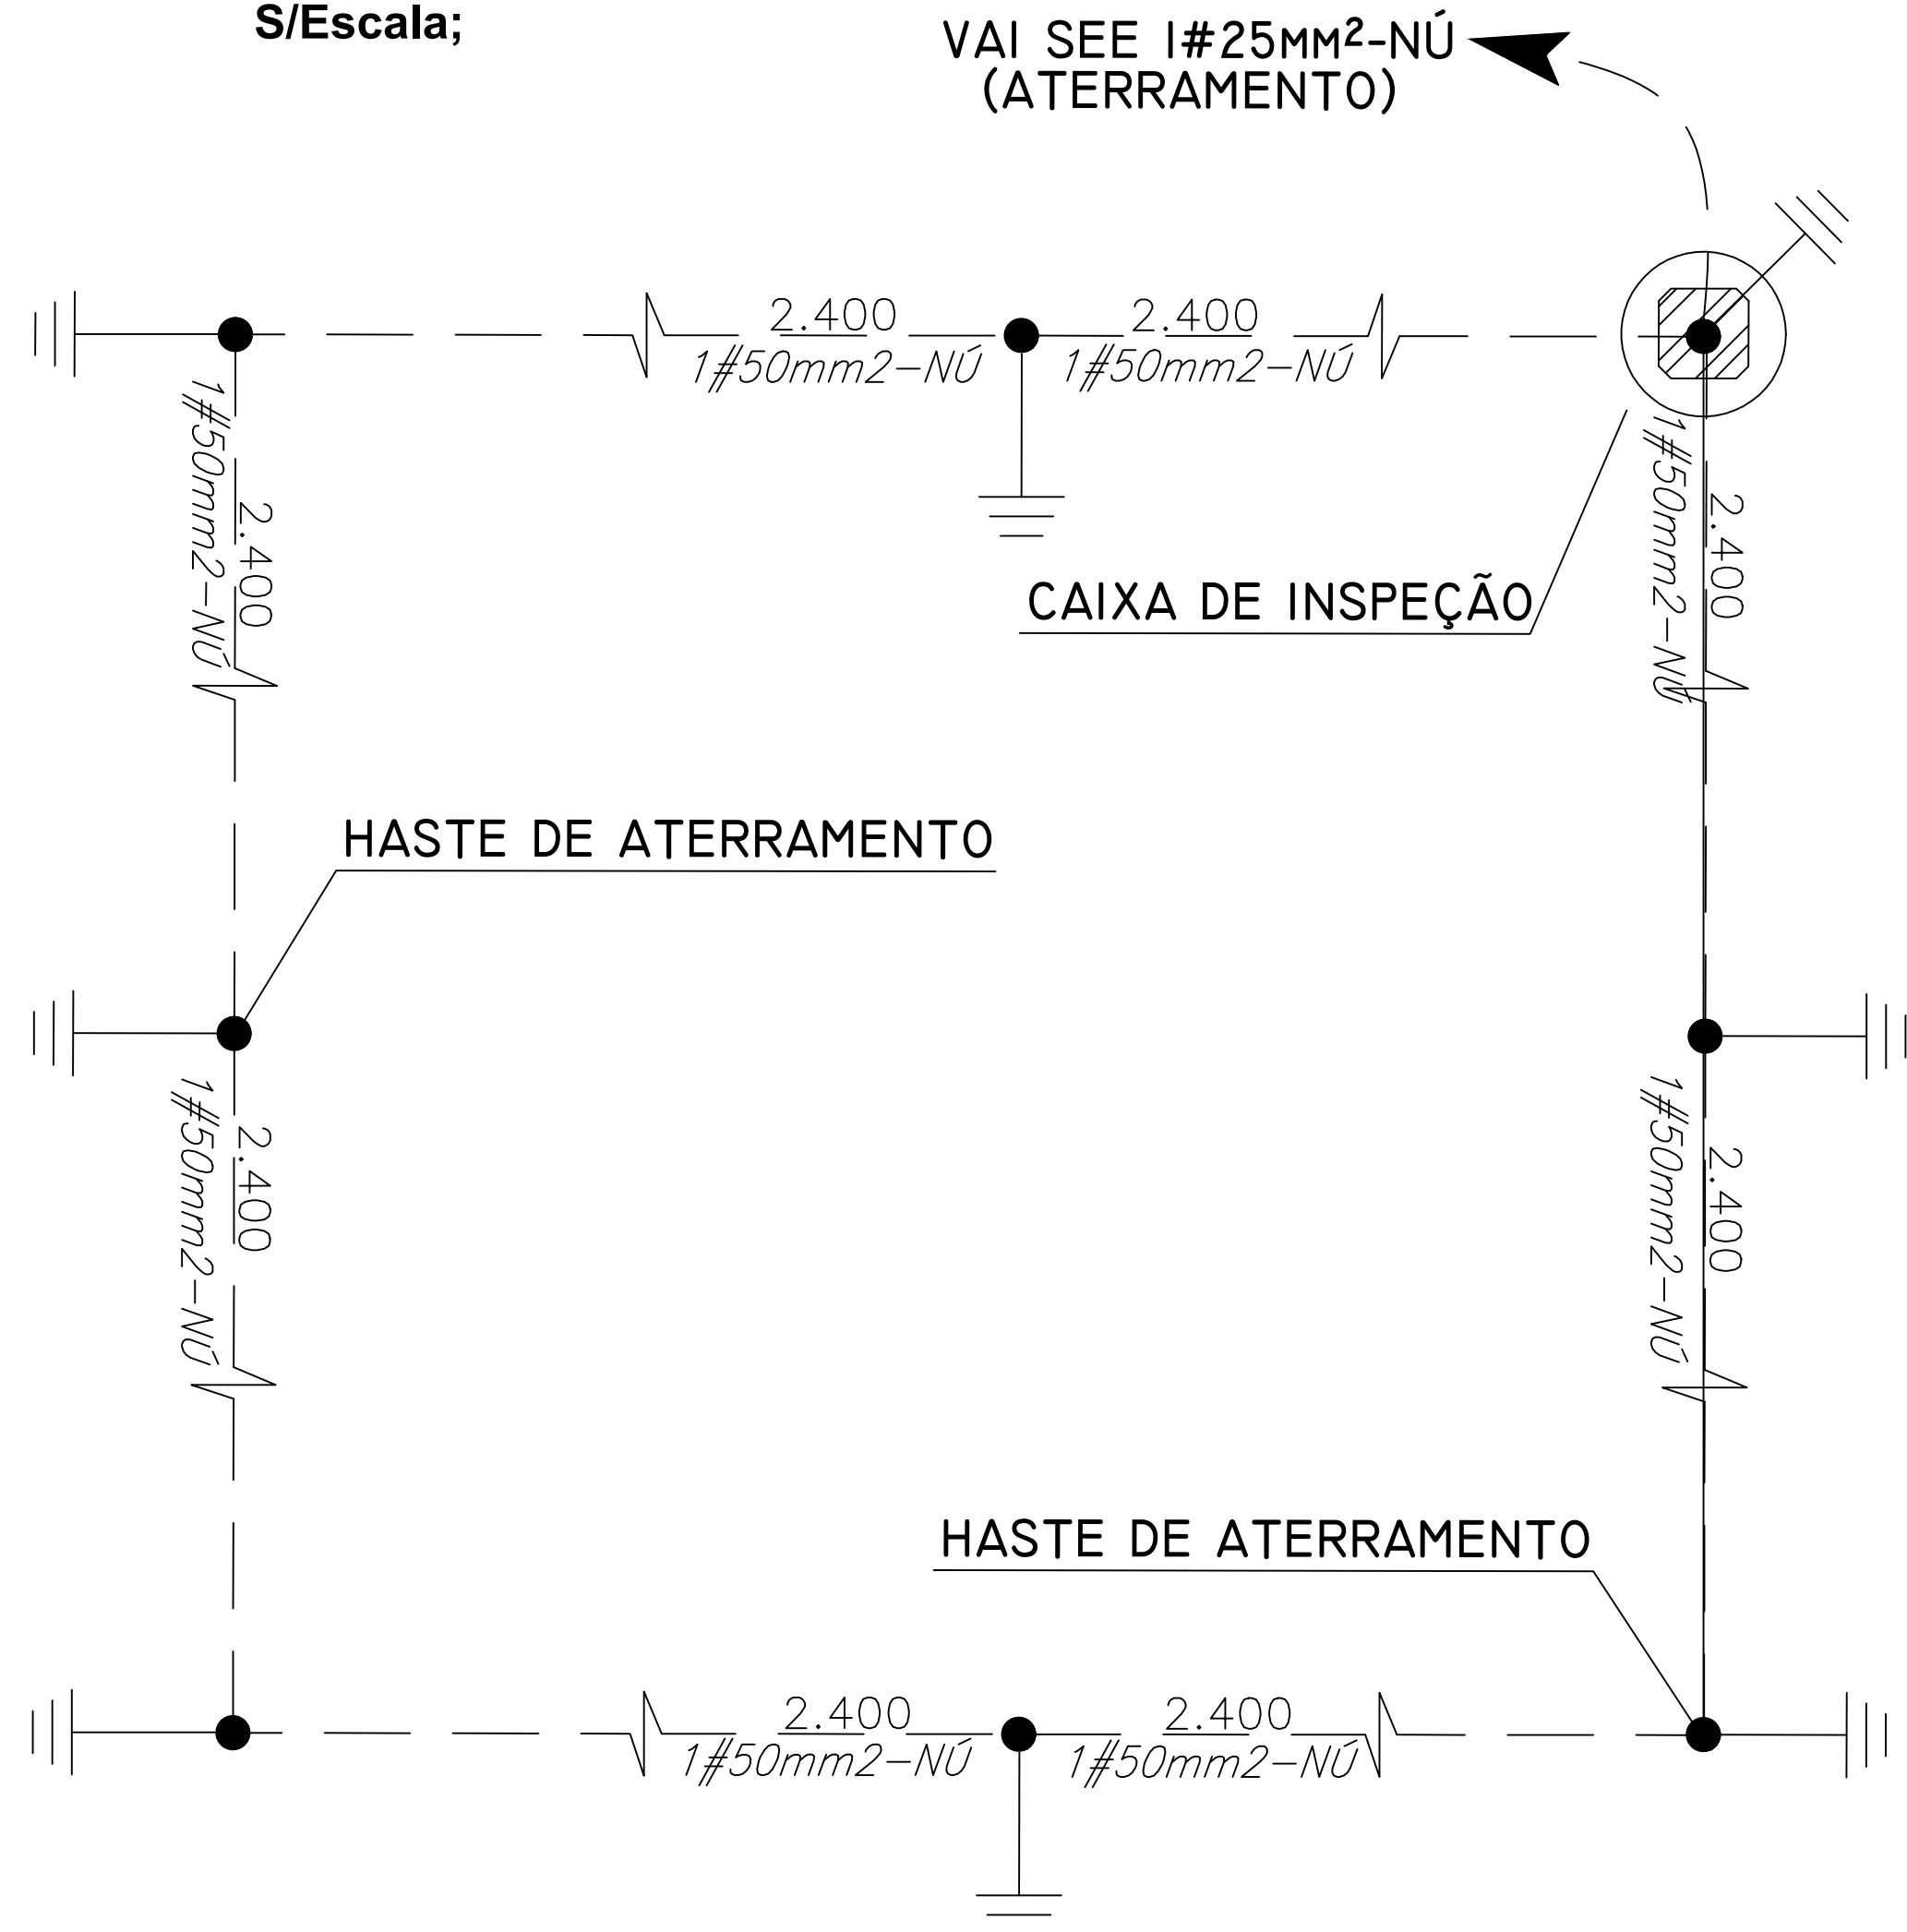 S/Escala;
VAI SEE 1#25MM²-NÚ
(ATERRAMENTO)
2.400
2.400
1#50mm2-NÚ
1#50mm2-NÚ
1#50mm2-NÚ
2.400
1#50mm2-NÚ
2.400
CAIXA DE INSPEÇÃO
HASTE DE ATERRAMENTO
1#50mm2-NÚ
2.400
1#50mm2-NÚ
2.400
HASTE DE ATERRAMENTO
2.400
2.400
1#50mm2-NÚ
1#50mm2-NÚ